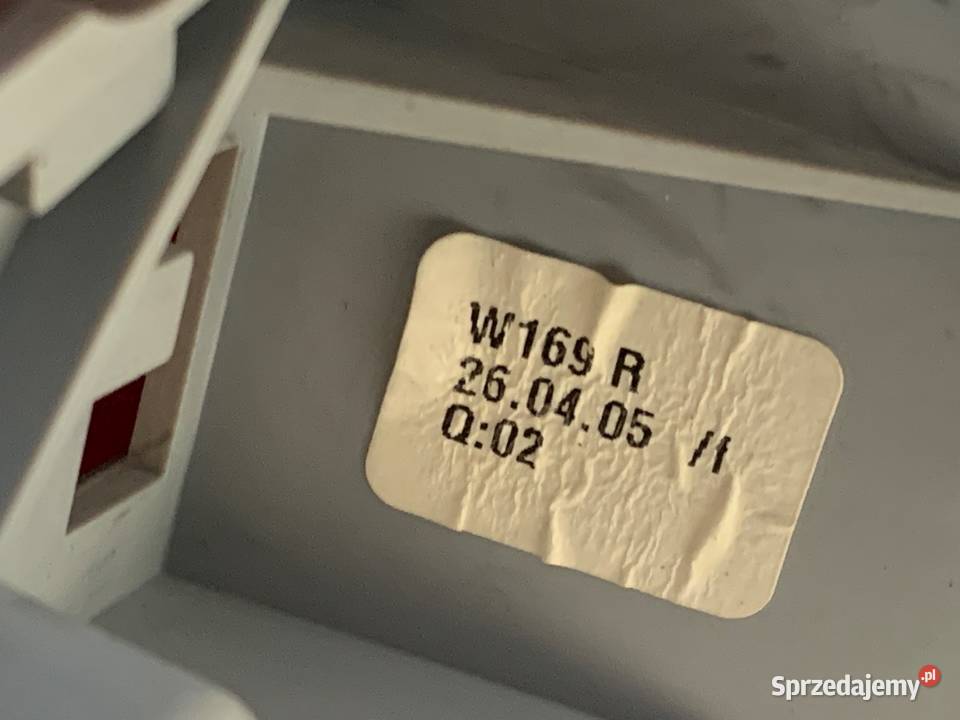 W169 R
26.04.05 /f
Q:02
Sprzedajemy.pl